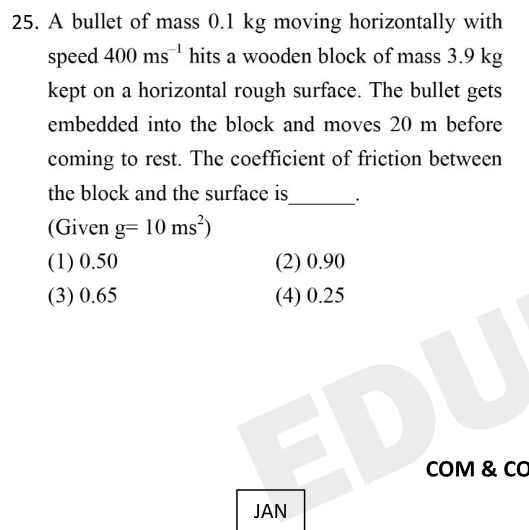 25. A bullet of mass 0.1 kg moving horizontally with
speed 400 ms⁻¹ hits a wooden block of mass 3.9 kg
kept on a horizontal rough surface. The bullet gets
embedded into the block and moves 20 m before
coming to rest. The coefficient of friction between
the block and the surface is______.
(Given g= 10 ms²)
(1) 0.50 (2) 0.90
(3) 0.65 (4) 0.25
EDU
COM & CO
JAN